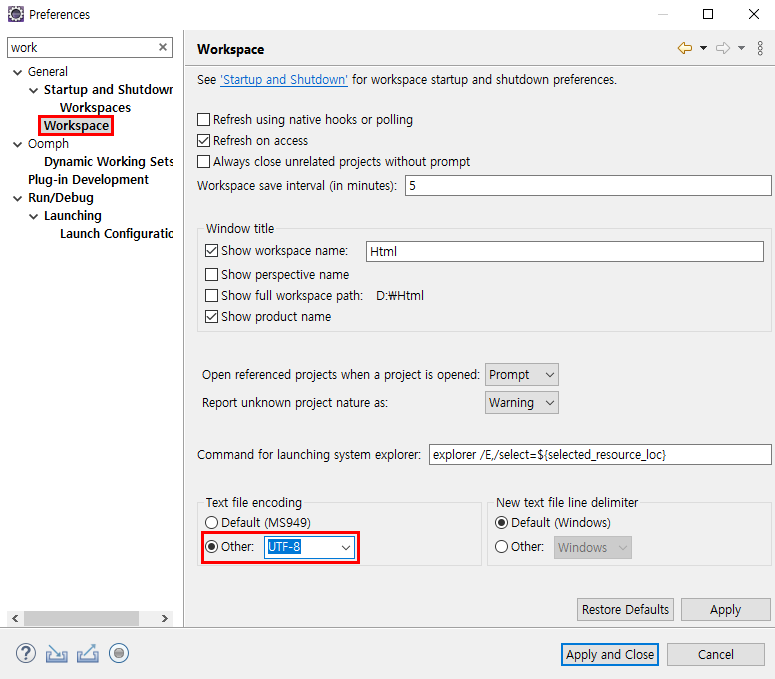 Preferences
work
General
Startup and Shutdown
Workspaces
Workspace
Oomph
Dynamic Working Sets
Plug-in Development
Run/Debug
Launching
Launch Configuratio
Workspace
See 'Startup and Shutdown' for workspace startup and shutdown preferences.
Refresh using native hooks or polling
Refresh on access
Always close unrelated projects without prompt
Workspace save interval (in minutes): 5
Window title
Show workspace name: Html
Show perspective name
Show full workspace path: D:₩Html
Show product name
Open referenced projects when a project is opened: Prompt
Report unknown project nature as: Warning
Command for launching system explorer: explorer /E,/select=${selected_resource_loc}
Text file encoding
Default (MS949)
Other: UTF-8
New text file line delimiter
Default (Windows)
Other: Windows
Restore Defaults Apply
Apply and Close Cancel